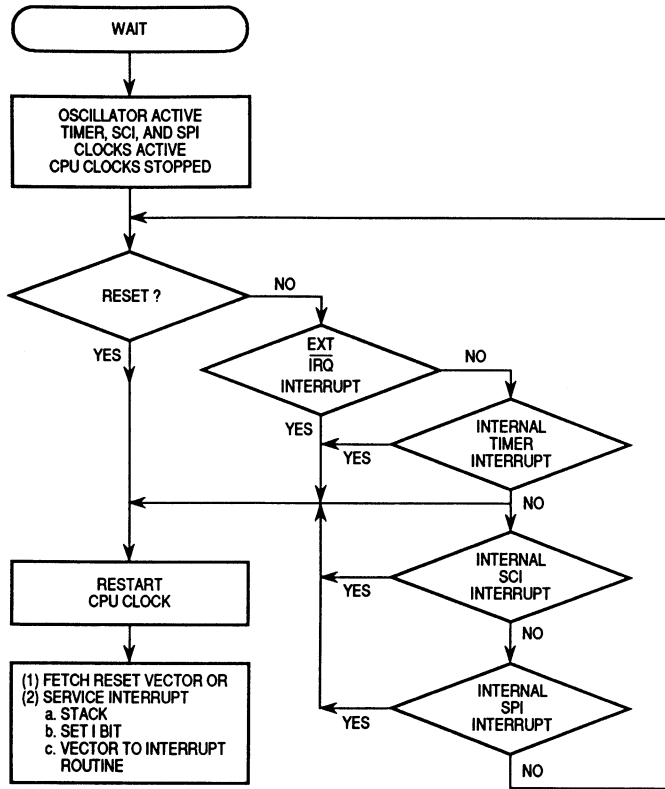 WAIT
OSCILLATOR ACTIVE
TIMER, SCI, AND SPI
CLOCKS ACTIVE
CPU CLOCKS STOPPED
RESET ?
NO
YES
EXT
IRQ
INTERRUPT
NO
YES
INTERNAL
TIMER
INTERRUPT
YES
NO
INTERNAL
SCI
INTERRUPT
YES
NO
INTERNAL
SPI
INTERRUPT
YES
NO
RESTART
CPU CLOCK
(1) FETCH RESET VECTOR OR
(2) SERVICE INTERRUPT
a. STACK
b. SET I BIT
c. VECTOR TO INTERRUPT
ROUTINE